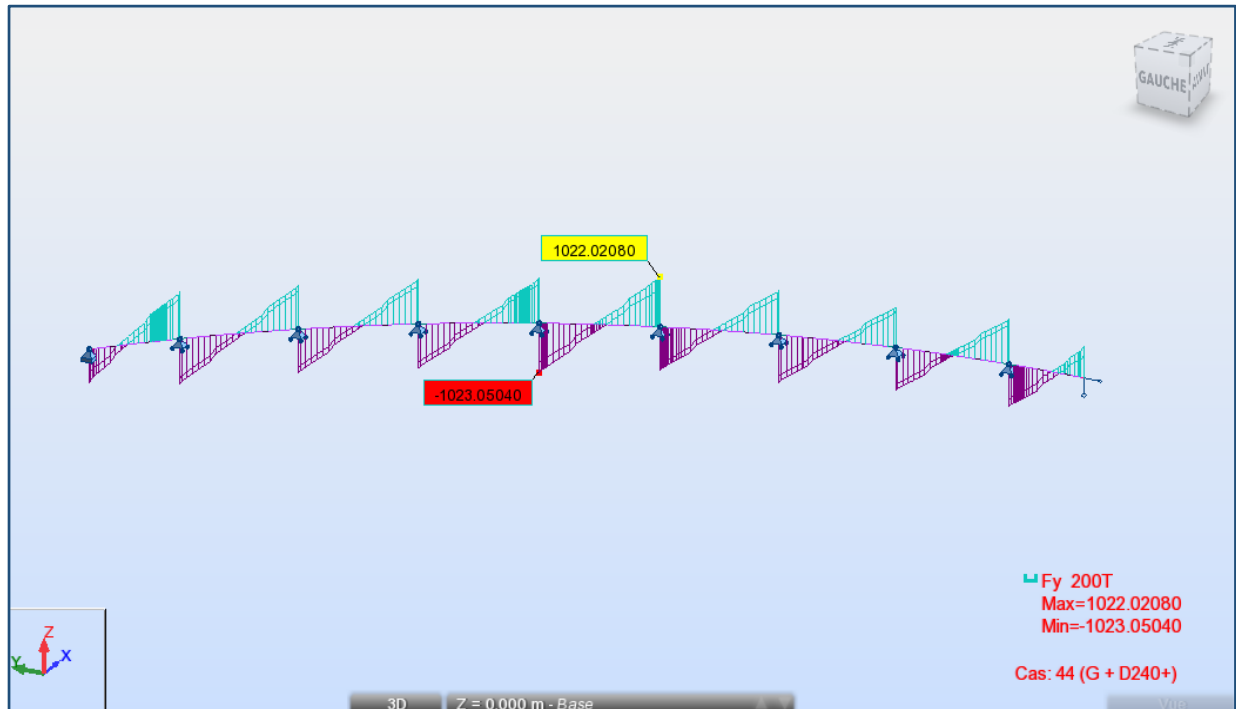 GAUCHE
1022.02080
-1023.05040
Fy 200T
Max=1022.02080
Min=-1023.05040
Cas: 44 (G + D240+)
Z
X
Y
3D
Z = 0.000 m - Base
Vue